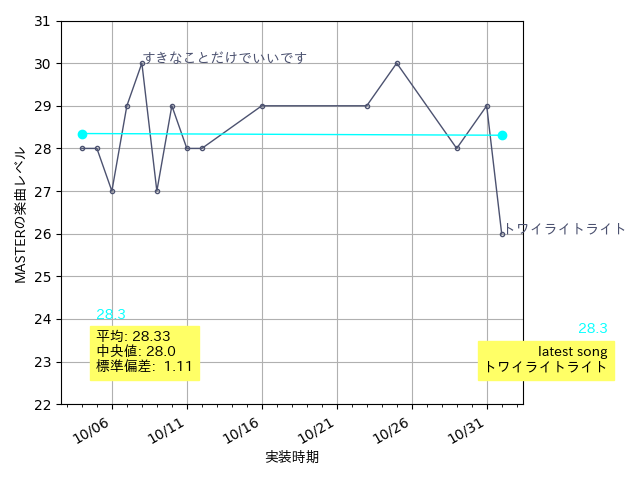 31
30
29
28
27
26
25
24
23
22
MASTERの楽曲レベル
すきなことだけでいいです
トワイライトライト
28.3
平均: 28.33
中央値: 28.0
標準偏差: 1.11
28.3
latest song
トワイライトライト
10/06
10/11
10/16
10/21
10/26
10/31
実装時期